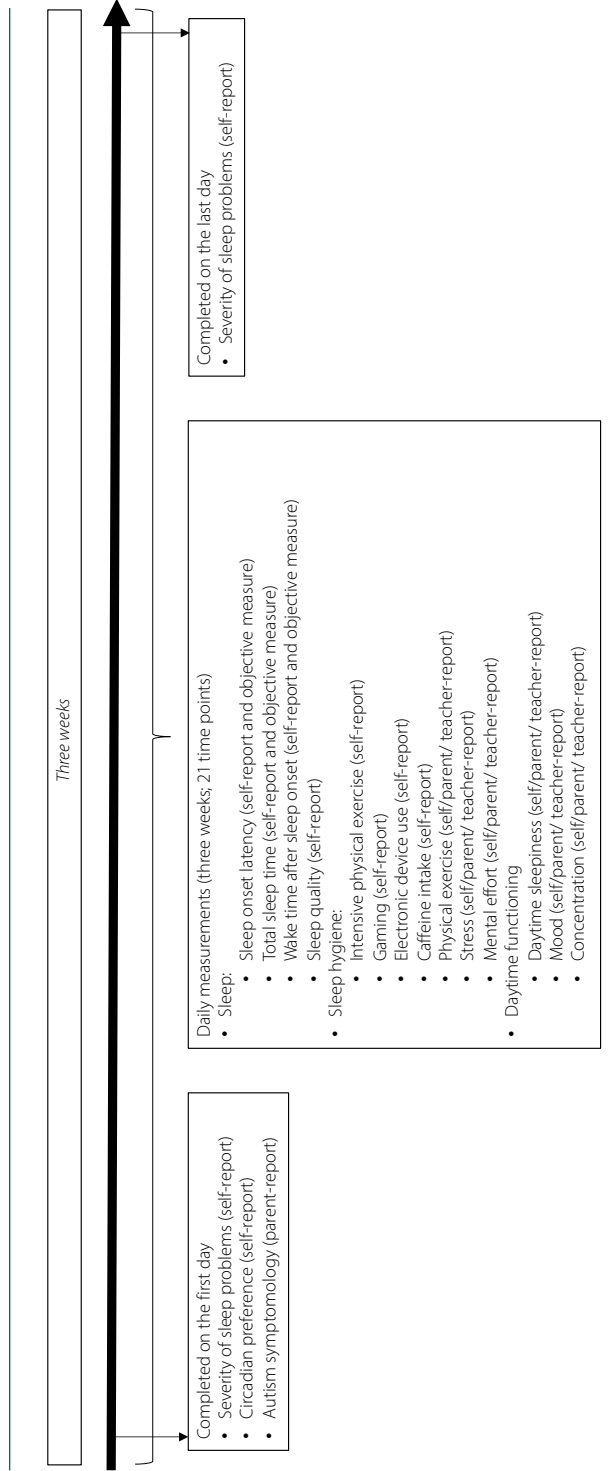 Three weeks
Completed on the first day
• Severity of sleep problems (self-report)
• Circadian preference (self-report)
• Autism symptomology (parent-report)
Daily measurements (three weeks; 21 time points)
• Sleep:
• Sleep onset latency (self-report and objective measure)
• Total sleep time (self-report and objective measure)
• Wake time after sleep onset (self-report and objective measure)
• Sleep quality (self-report)
• Sleep hygiene:
• Intensive physical exercise (self-report)
• Gaming (self-report)
• Electronic device use (self-report)
• Caffeine intake (self-report)
• Physical exercise (self/parent/ teacher-report)
• Stress (self/parent/ teacher-report)
• Mental effort (self/parent/ teacher-report)
• Daytime functioning
• Daytime sleepiness (self/parent/ teacher-report)
• Mood (self/parent/ teacher-report)
• Concentration (self/parent/ teacher-report)
Completed on the last day
• Severity of sleep problems (self-report)